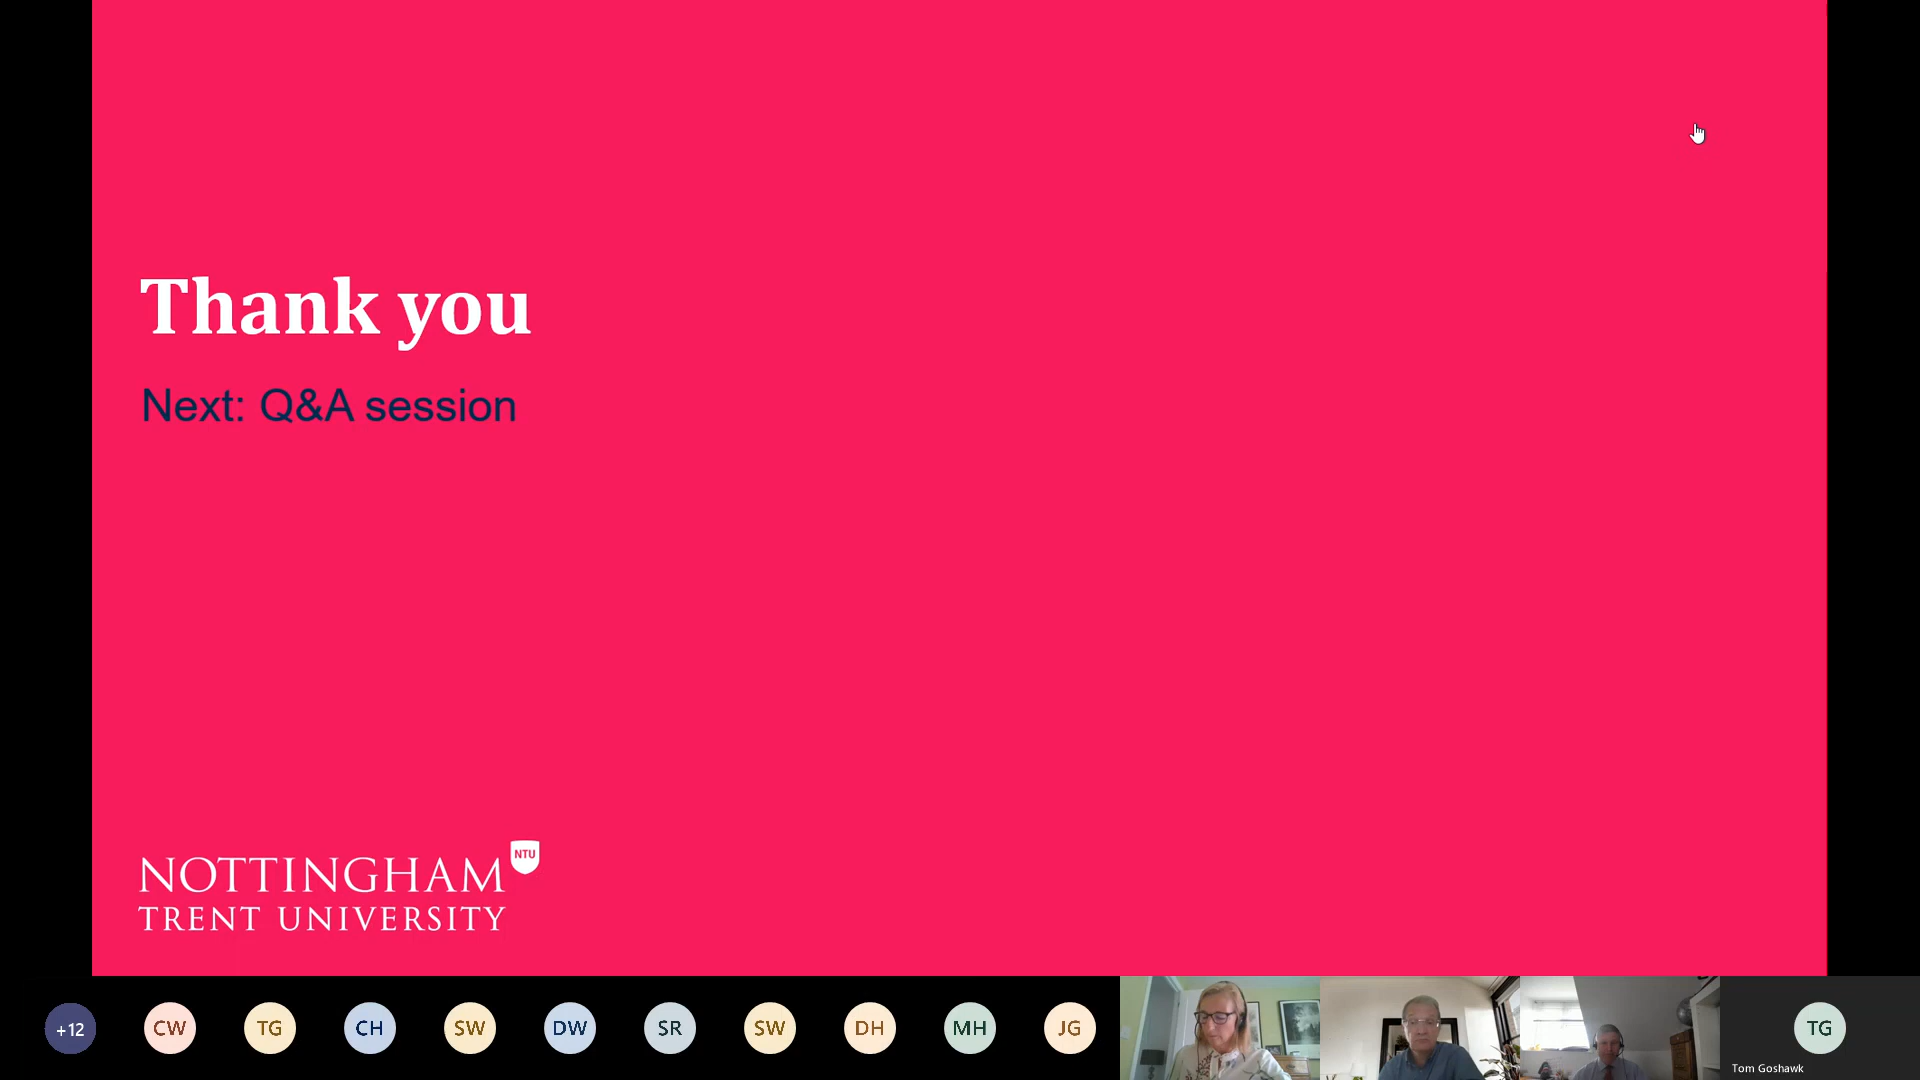 Thank you
Next: Q&A session
NTU
NOTTINGHAM
TRENT UNIVERSITY
+12
CW
TG
CH
SW
DW
SR
SW
DH
MH
JG
TG
Tom Goshawk